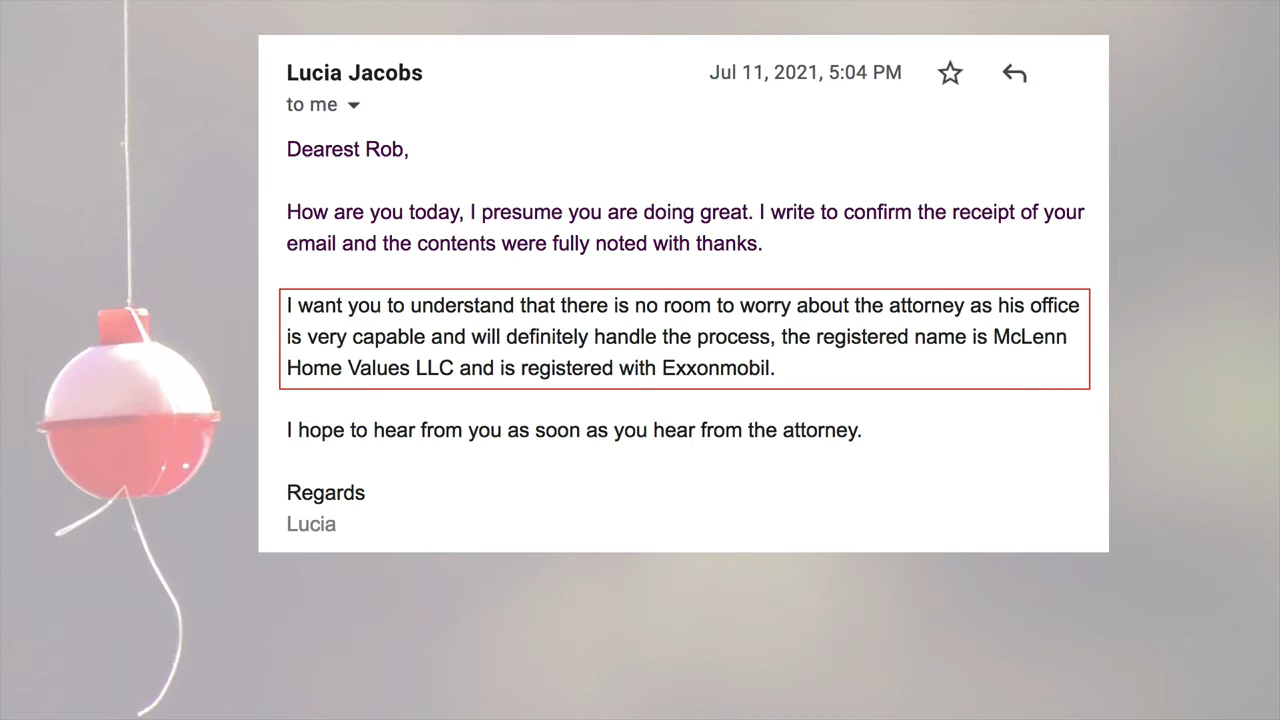 Lucia Jacobs
Jul 11, 2021, 5:04 PM
to me
Dearest Rob,
How are you today, I presume you are doing great. I write to confirm the receipt of your
email and the contents were fully noted with thanks.
I want you to understand that there is no room to worry about the attorney as his office
is very capable and will definitely handle the process, the registered name is McLenn
Home Values LLC and is registered with Exxonmobil.
I hope to hear from you as soon as you hear from the attorney.
Regards
Lucia